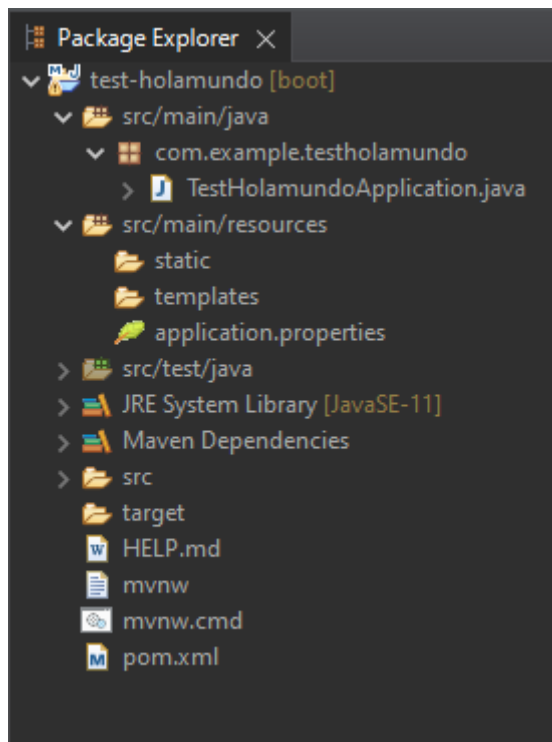 Package Explorer
test-holamundo [boot]
src/main/java
com.example.testholamundo
TestHolamundoApplication.java
src/main/resources
static
templates
application.properties
src/test/java
JRE System Library [JavaSE-11]
Maven Dependencies
src
target
HELP.md
mvnw
mvnw.cmd
pom.xml